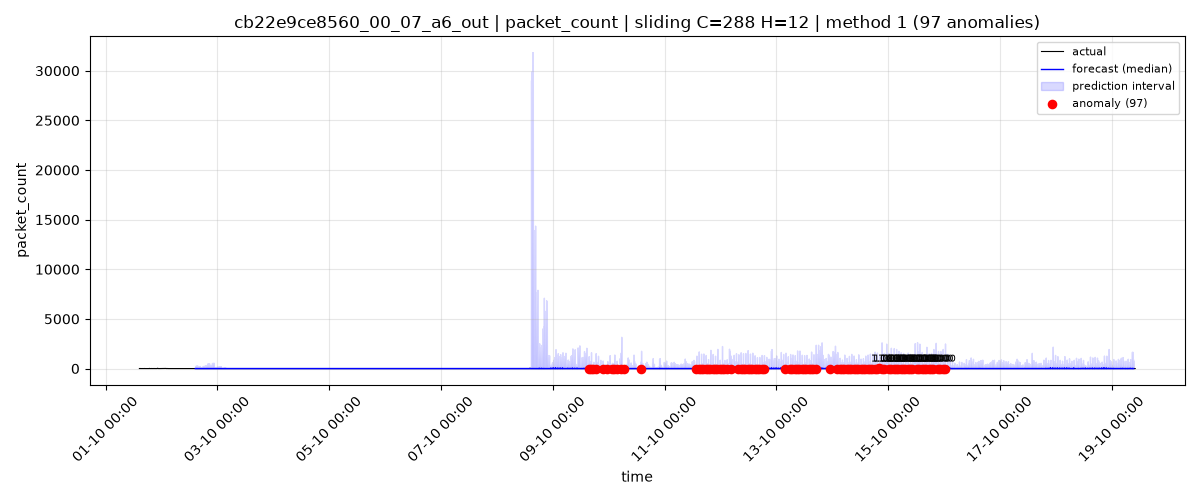 cb22e9ce8560_00_07_a6_out | packet_count | sliding C=288 H=12 | method 1 (97 anomalies)
actual
forecast (median)
prediction interval
anomaly (97)
packet_count
30000
25000
20000
15000
10000
5000
0
01-10 00:00
03-10 00:00
05-10 00:00
07-10 00:00
09-10 00:00
11-10 00:00
13-10 00:00
15-10 00:00
17-10 00:00
19-10 00:00
time